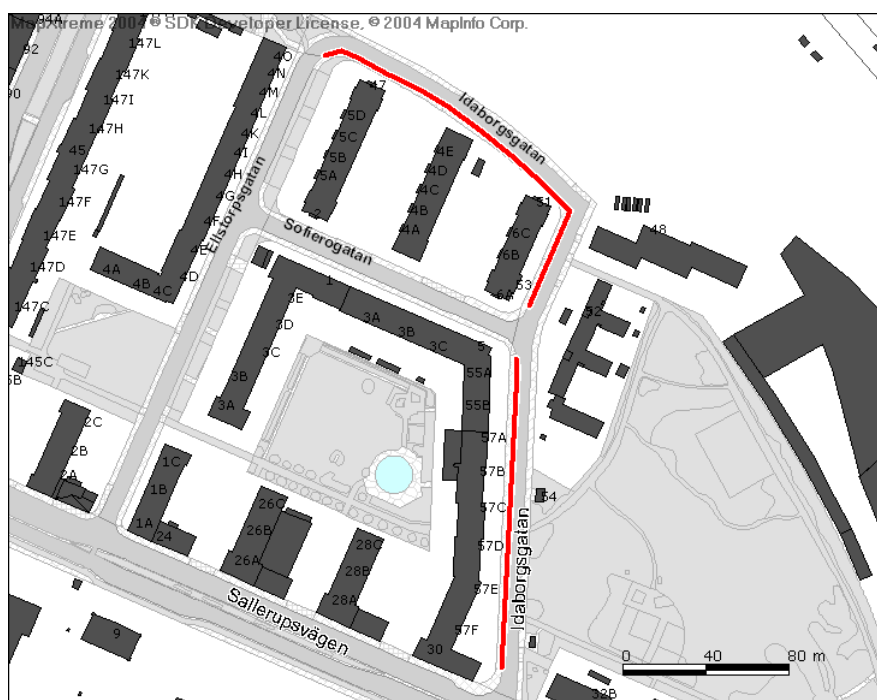 MapXtreme 2004 ® SDK Developer License, © 2004 MapInfo Corp.
92
90
147L
147K
147I
147H
45
147G
147F
147E
147D
147C
145C
4O
4N
4M
4L
4K
4I
4H
4G
4F
4E
4D
4A
4B
4C
Ellstorpsgatan
Sofierogatan
Idaborgsgatan
47
5D
5C
5B
5A
2
4E
4D
4C
4B
4A
51
6C
6B
6A
53
48
52
1
3E
3D
3C
3B
3A
3A
3B
3C
5
55A
55B
57A
57B
57C
57D
57E
57F
54
Idaborgsgatan
2C
2B
2A
1C
1B
1A
24
26C
26B
26A
28C
28B
28A
30
Sallerupsvägen
9
32B
0 40 80 m